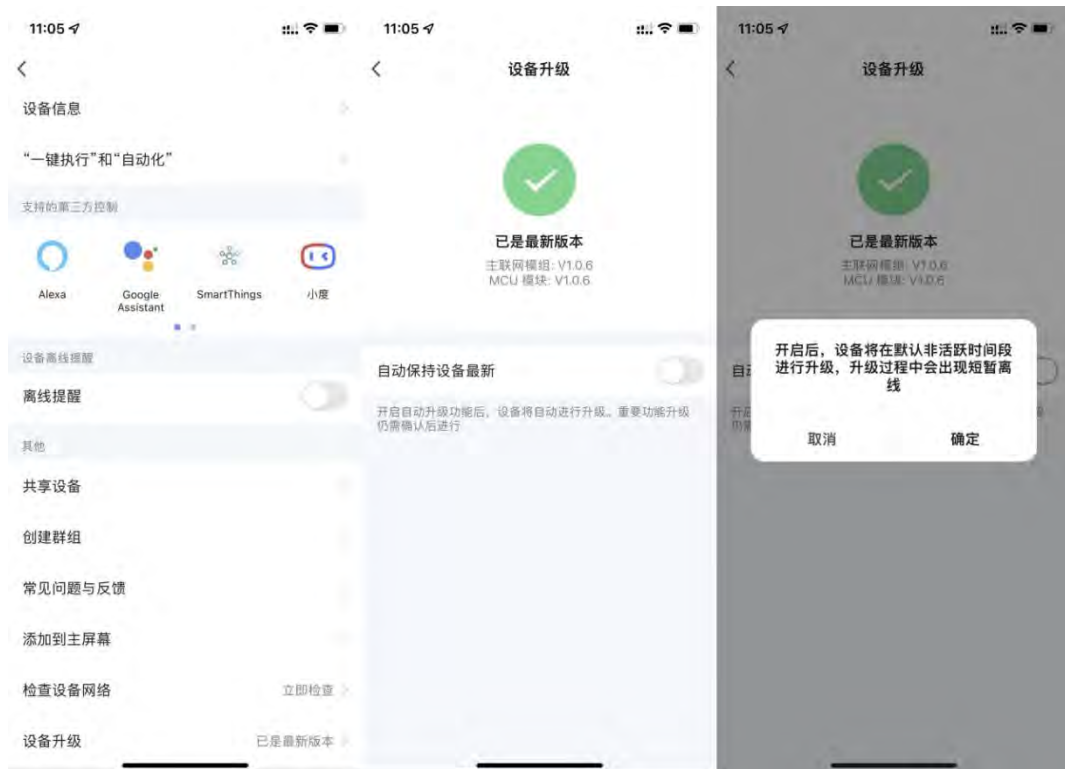 11:05
设备信息
“一键执行”和“自动化”
支持的第三方控制
Alexa
Google
Assistant
SmartThings
小度
设备离线提醒
离线提醒
其他
共享设备
创建群组
常见问题与反馈
添加到主屏幕
检查设备网络 立即检查
设备升级 已是最新版本
11:05
设备升级
已是最新版本
主联网模组: V1.0.6
MCU 模块: V1.0.6
自动保持设备最新
开启自动升级功能后，设备将自动进行升级。重要功能升级
仍需确认后进行
11:05
设备升级
已是最新版本
主联网模组: V1.0.6
MCU 模块: V1.0.6
开启后，设备将在默认非活跃时间段
进行升级，升级过程中会出现短暂离
线
取消 确定